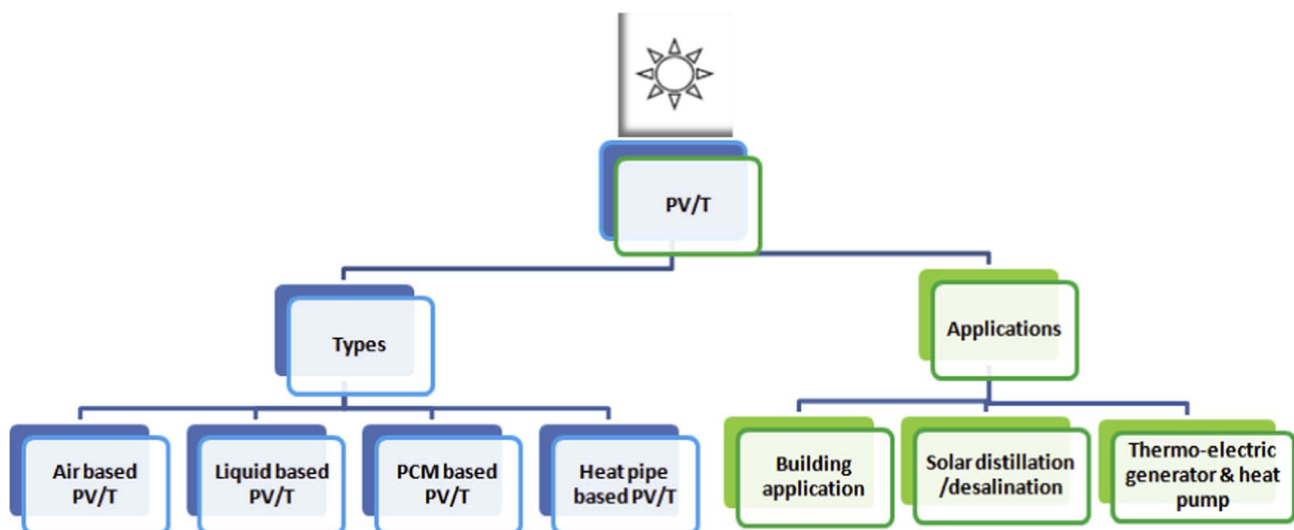 PV/T
Types
Applications
Air based
PV/T
Liquid based
PV/T
PCM based
PV/T
Heat pipe
based PV/T
Building
application
Solar distillation
/desalination
Thermo-electric
generator & heat
pump